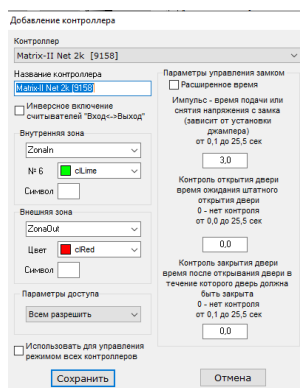 Добавление контроллера
Контроллер
Matrix-II Net 2k [9158]
Название контроллера
Matrix-II Net 2k [9158]
Инверсное включение
считывателей "Вход<->Выход"
Внутренняя зона
ZonaIn
№ 6 clLime
Символ
Внешняя зона
ZonaOut
Цвет clRed
Символ
Параметры доступа
Всем разрешить
Использовать для управления
режимом всех контроллеров
Параметры управления замком
Расширенное время
Импульс - время подачи или
снятия напряжения с замка
(зависит от установки
джампера)
от 0,1 до 25,5 сек
3,0
Контроль открытия двери
время ожидания штатного
открытия двери
0 - нет контроля
от 0,0 до 25,5 сек
0,0
Контроль закрытия двери
время после открывания двери в
течение которого дверь должна
быть закрыта
0 - нет контроля
от 0,1 до 25,5 сек
0,0
Сохранить
Отмена